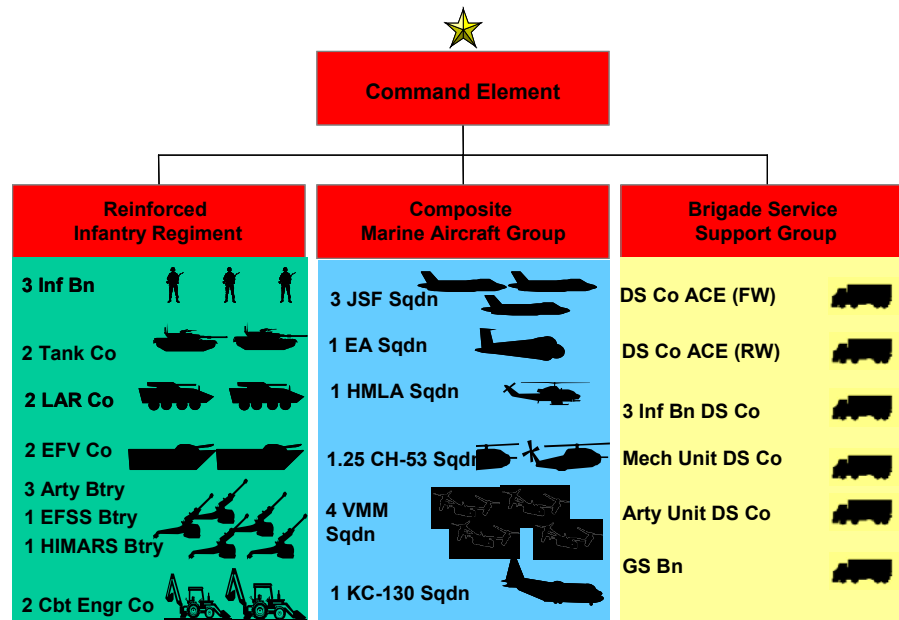 Command Element
Reinforced
Infantry Regiment
3 Inf Bn
2 Tank Co
2 LAR Co
2 EFV Co
3 Arty Btry
1 EFSS Btry
1 HIMARS Btry
2 Cbt Engr Co
Composite
Marine Aircraft Group
3 JSF Sqdn
1 EA Sqdn
1 HMLA Sqdn
1.25 CH-53 Sqdn
4 VMM
Sqdn
1 KC-130 Sqdn
Brigade Service
Support Group
DS Co ACE (FW)
DS Co ACE (RW)
3 Inf Bn DS Co
Mech Unit DS Co
Arty Unit DS Co
GS Bn